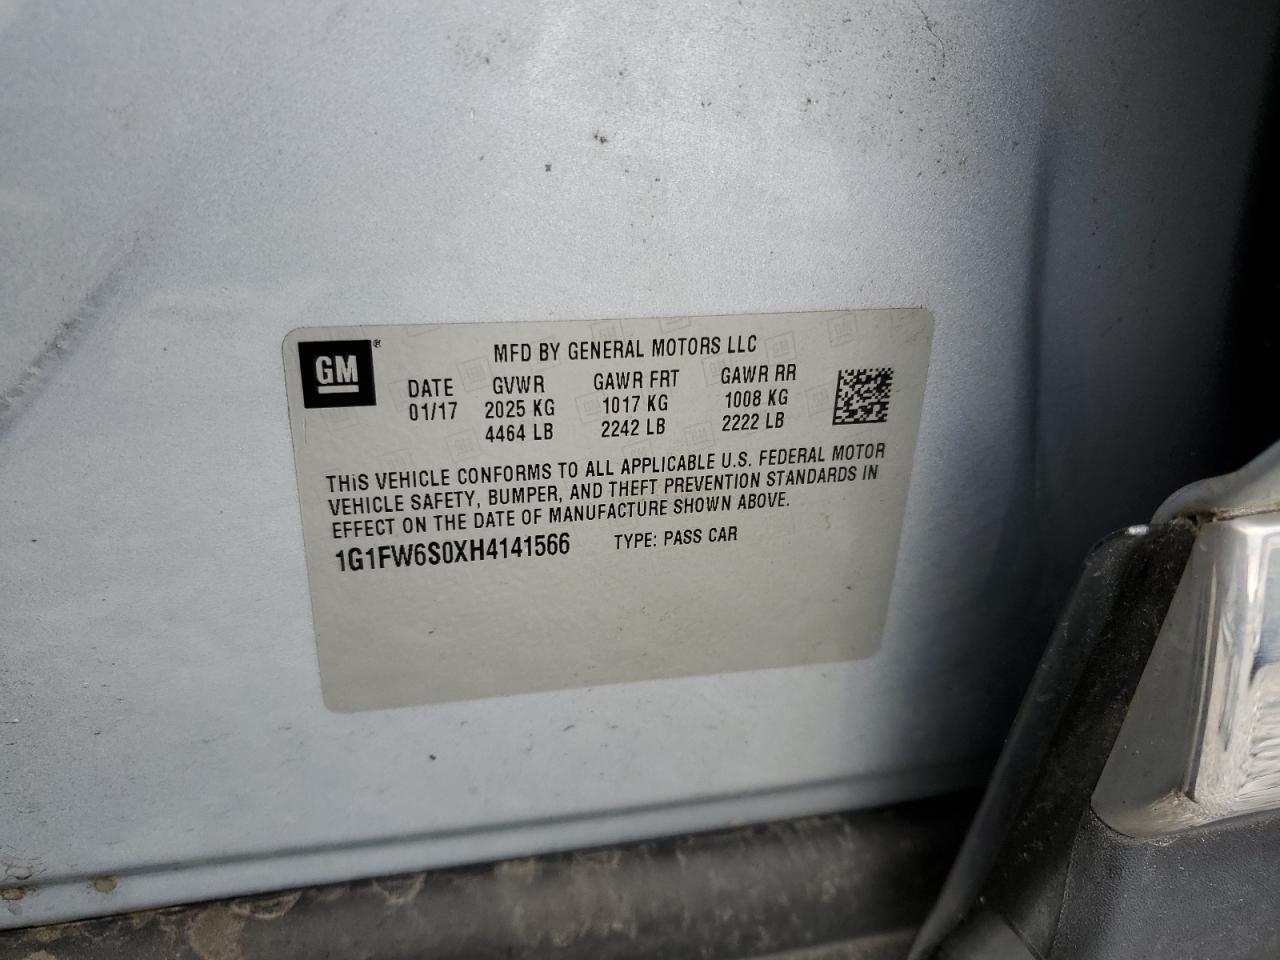 GM®
MFD BY GENERAL MOTORS LLC
DATE GVWR GAWR FRT GAWR RR
01/17 2025 KG 1017 KG 1008 KG
4464 LB 2242 LB 2222 LB
THiS VEHICLE CONFORMS TO ALL APPLICABLE U.S. FEDERAL MOTOR
VEHICLE SAFETY, BUMPER, AND THEFT PREVENTION STANDARDS IN
EFFECT ON THE DATE OF MANUFACTURE SHOWN ABOVE.
1G1FW6S0XH4141566 TYPE: PASS CAR